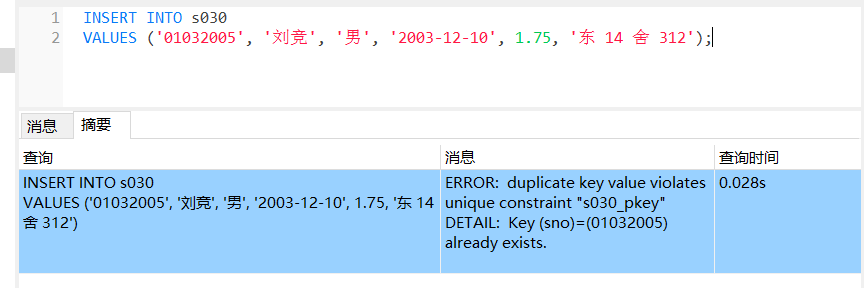 1 INSERT INTO s030
2 VALUES ('01032005', '刘竞', '男', '2003-12-10', 1.75, '东 14 舍 312');
消息 摘要
查询 消息 查询时间
INSERT INTO s030
VALUES ('01032005', '刘竞', '男', '2003-12-10', 1.75, '东 14
舍 312')
ERROR:  duplicate key value violates
unique constraint "s030_pkey"
DETAIL:  Key (sno)=(01032005)
already exists.
0.028s